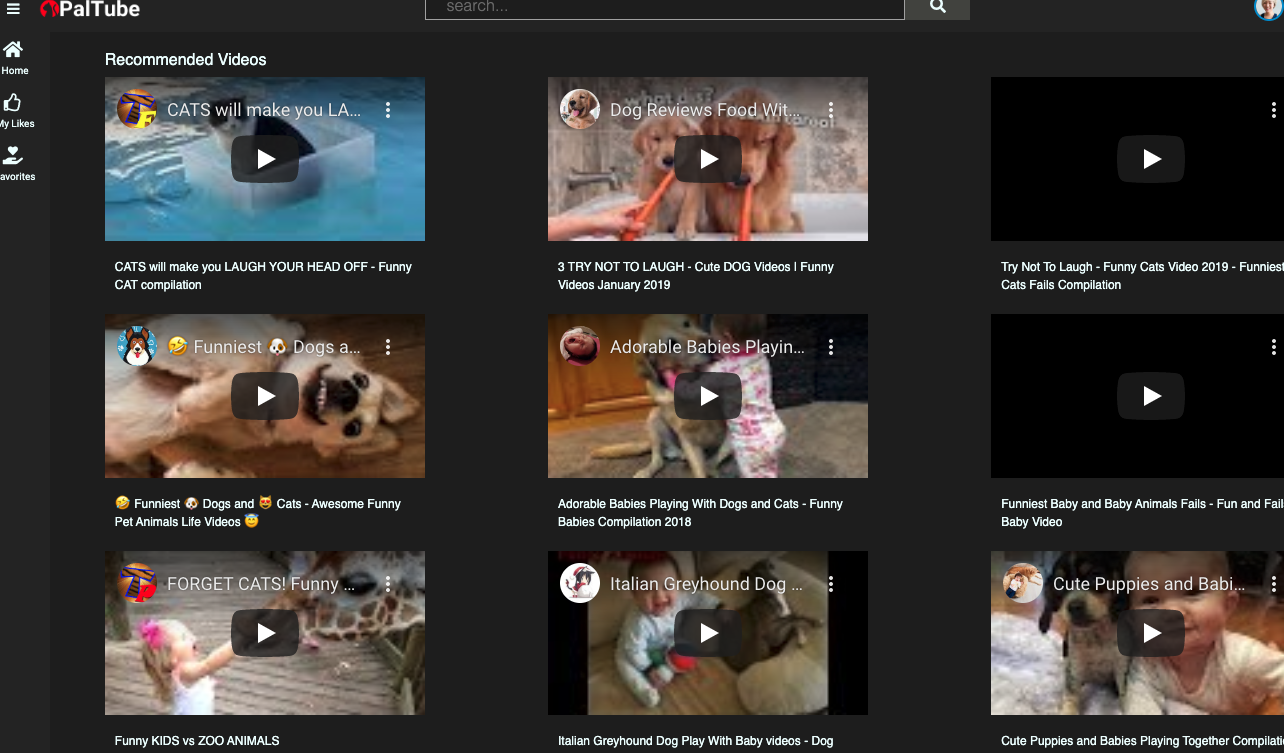 PalTube
search...
Home
My Likes
avorites
Recommended Videos
CATS will make you LA...
Dog Reviews Food Wit...
CATS will make you LAUGH YOUR HEAD OFF - Funny
CAT compilation
3 TRY NOT TO LAUGH - Cute DOG Videos | Funny
Videos January 2019
Try Not To Laugh - Funny Cats Video 2019 - Funniest
Cats Fails Compilation
🤣 Funniest 🐶 Dogs a...
Adorable Babies Playin...
🤣 Funniest 🐶 Dogs and 😻 Cats - Awesome Funny
Pet Animals Life Videos 😇
Adorable Babies Playing With Dogs and Cats - Funny
Babies Compilation 2018
Funniest Baby and Baby Animals Fails - Fun and Fail
Baby Video
FORGET CATS! Funny ...
Italian Greyhound Dog ...
Cute Puppies and Babi...
Funny KIDS vs ZOO ANIMALS
Italian Greyhound Dog Play With Baby videos - Dog
Cute Puppies and Babies Playing Together Compilati